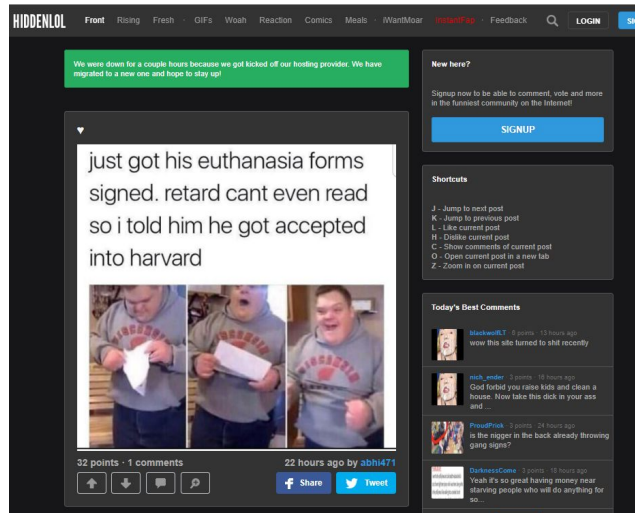 HIDDENLOL
Front Rising Fresh · GIFs Woah Reaction Comics Meals · iWantMoar InstantFap · Feedback LOGIN
We were down for a couple hours because we got kicked off our hosting provider. We have
migrated to a new one and hope to stay up!
just got his euthanasia forms
signed. retard cant even read
so i told him he got accepted
into harvard
WISCONSIN
32 points · 1 comments
22 hours ago by abhi471
Share
Tweet
New here?
Signup now to be able to comment, vote and more
in the funniest community on the Internet!
SIGNUP
Shortcuts
J - Jump to next post
K - Jump to previous post
L - Like current post
H - Dislike current post
C - Show comments of current post
O - Open current post in a new tab
Z - Zoom in on current post
Today's Best Comments
blackwolfI.T · 8 points · 13 hours ago
wow this site turned to shit recently
nich_ender · 3 points · 18 hours ago
God forbid you raise kids and clean a
house. Now take this dick in your ass
and ...
ProudPrick · 3 points · 24 hours ago
is the nigger in the back already throwing
gang signs?
DarknessCome · 3 points · 18 hours ago
Yeah it's so great having money near
starving people who will do anything for
so...